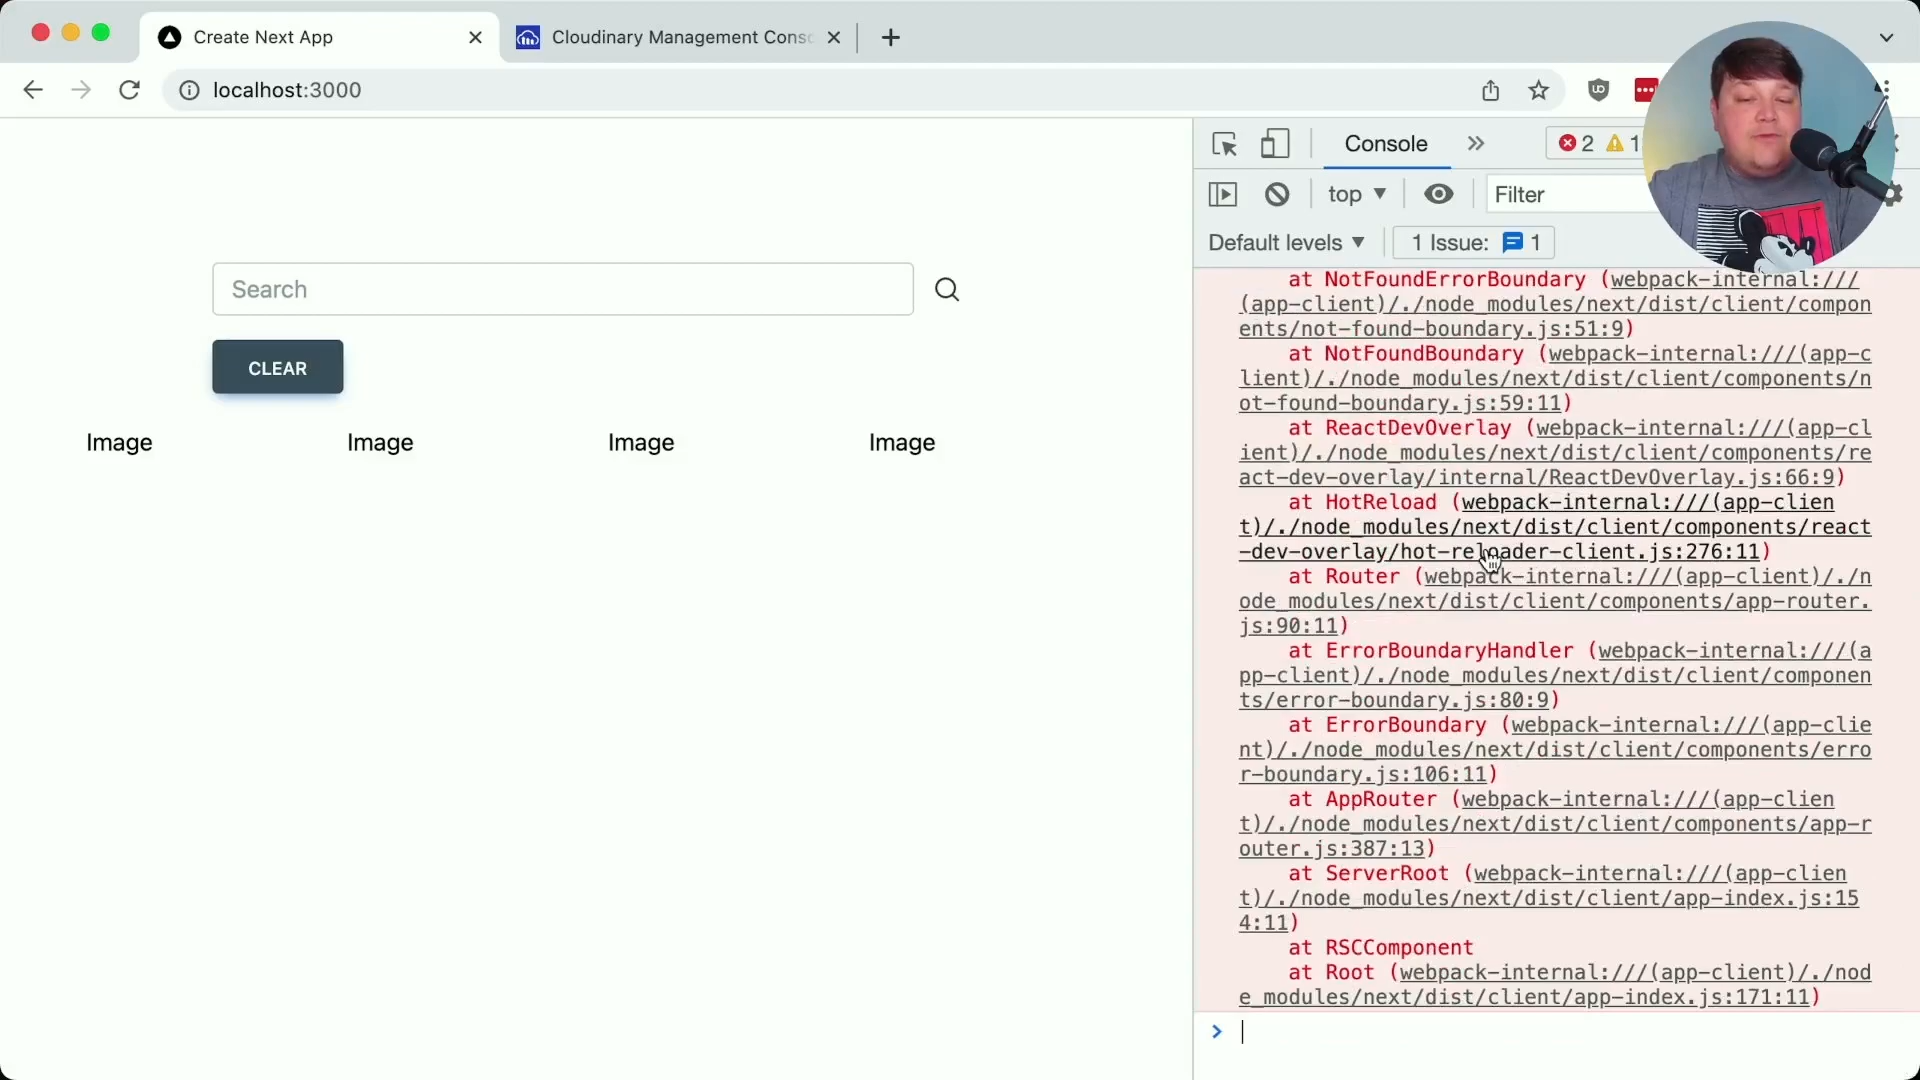 Create Next App
Cloudinary Management Conso
localhost:3000
Console
2
1
top
Filter
Default levels
1 Issue:
1
Search
CLEAR
Image
Image
Image
Image
at NotFoundErrorBoundary (webpack-internal:///
(app-client)/./node_modules/next/dist/client/compon
ents/not-found-boundary.js:51:9)
at NotFoundBoundary (webpack-internal:///(app-c
lient)/./node_modules/next/dist/client/components/n
ot-found-boundary.js:59:11)
at ReactDevOverlay (webpack-internal:///(app-cl
ient)/./node_modules/next/dist/client/components/re
act-dev-overlay/internal/ReactDevOverlay.js:66:9)
at HotReload (webpack-internal:///(app-clien
t)/./node_modules/next/dist/client/components/react
-dev-overlay/hot-reloader-client.js:276:11)
at Router (webpack-internal:///(app-client)/./n
ode_modules/next/dist/client/components/app-router.
js:90:11)
at ErrorBoundaryHandler (webpack-internal:///(a
pp-client)/./node_modules/next/dist/client/componen
ts/error-boundary.js:80:9)
at ErrorBoundary (webpack-internal:///(app-clie
nt)/./node_modules/next/dist/client/components/erro
r-boundary.js:106:11)
at AppRouter (webpack-internal:///(app-clien
t)/./node_modules/next/dist/client/components/app-r
outer.js:387:13)
at ServerRoot (webpack-internal:///(app-clien
t)/./node_modules/next/dist/client/app-index.js:15
4:11)
at RSCComponent
at Root (webpack-internal:///(app-client)/./nod
e_modules/next/dist/client/app-index.js:171:11)